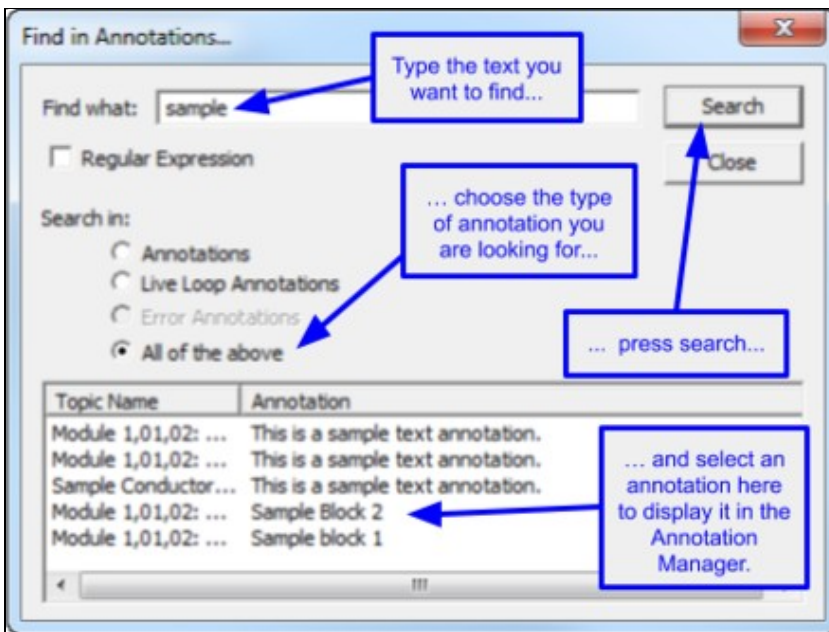 Find in Annotations...
Type the text you
want to find...
Find what: sample
Search
Regular Expression
Close
... choose the type
of annotation you
are looking for...
Search in:
Annotations
Live Loop Annotations
Error Annotations
All of the above
... press search...
Topic Name Annotation
Module 1,01,02: ... This is a sample text annotation.
Module 1,01,02: ... This is a sample text annotation.
Sample Conductor... This is a sample text annotation.
Module 1,01,02: ... Sample Block 2
Module 1,01,02: ... Sample block 1
... and select an
annotation here
to display it in the
Annotation
Manager.